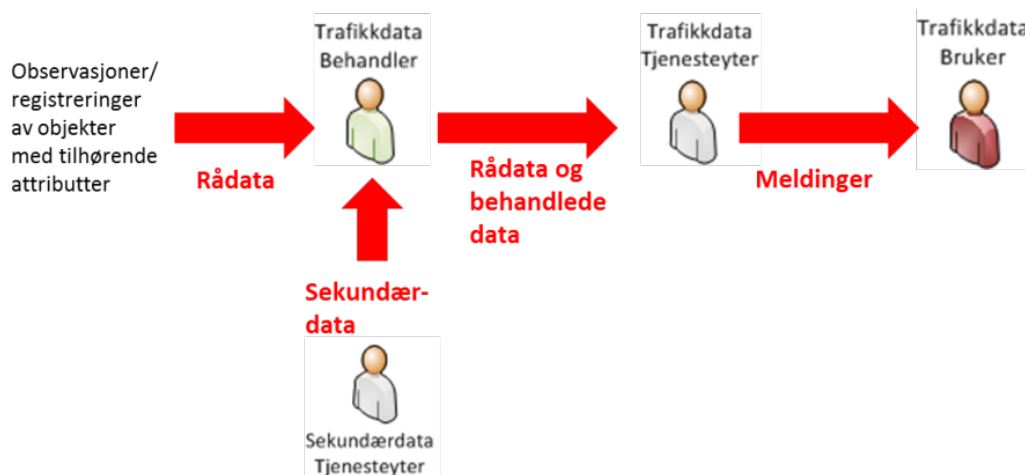 Observasjoner/
registreringer
av objekter
med tilhørende
attributter
Rådata
Trafikkdata
Behandler
Rådata og
behandlede
data
Trafikkdata
Tjenesteyter
Meldinger
Trafikkdata
Bruker
Sekundær-
data
Sekundærdata
Tjenesteyter